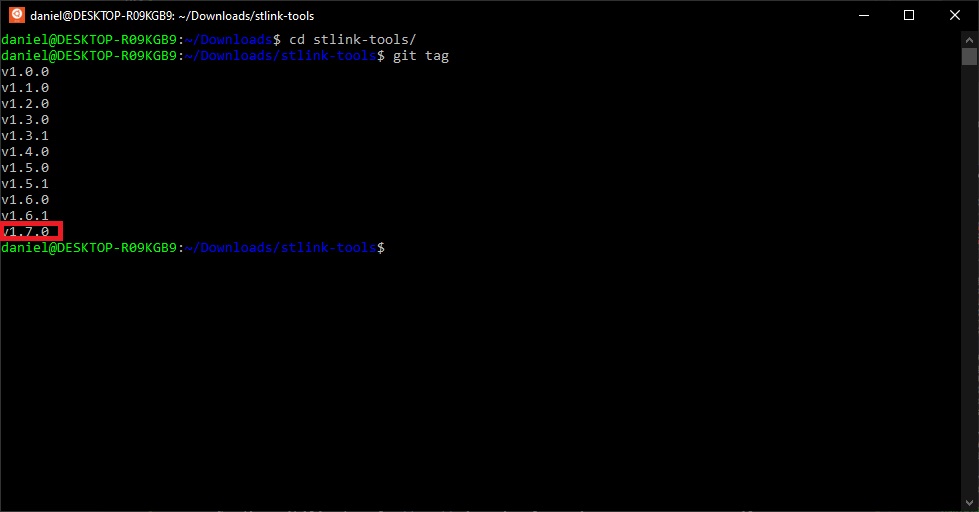 daniel@DESKTOP-R09KGB9: ~/Downloads/stlink-tools
daniel@DESKTOP-R09KGB9:~/Downloads$ cd stlink-tools/
daniel@DESKTOP-R09KGB9:~/Downloads/stlink-tools$ git tag
v1.0.0
v1.1.0
v1.2.0
v1.3.0
v1.3.1
v1.4.0
v1.5.0
v1.5.1
v1.6.0
v1.6.1
v1.7.0
daniel@DESKTOP-R09KGB9:~/Downloads/stlink-tools$